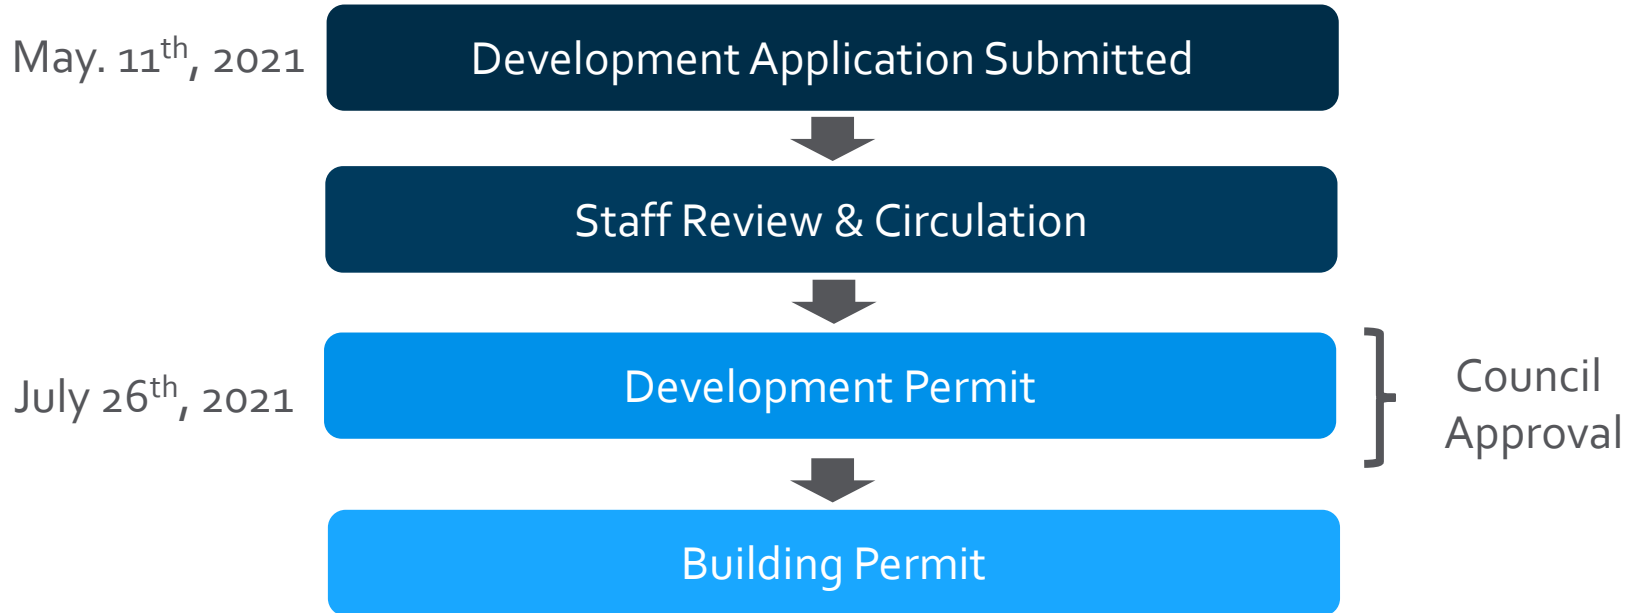 May. 11th, 2021
Development Application Submitted
Staff Review & Circulation
July 26th, 2021
Development Permit
Council
Approval
Building Permit